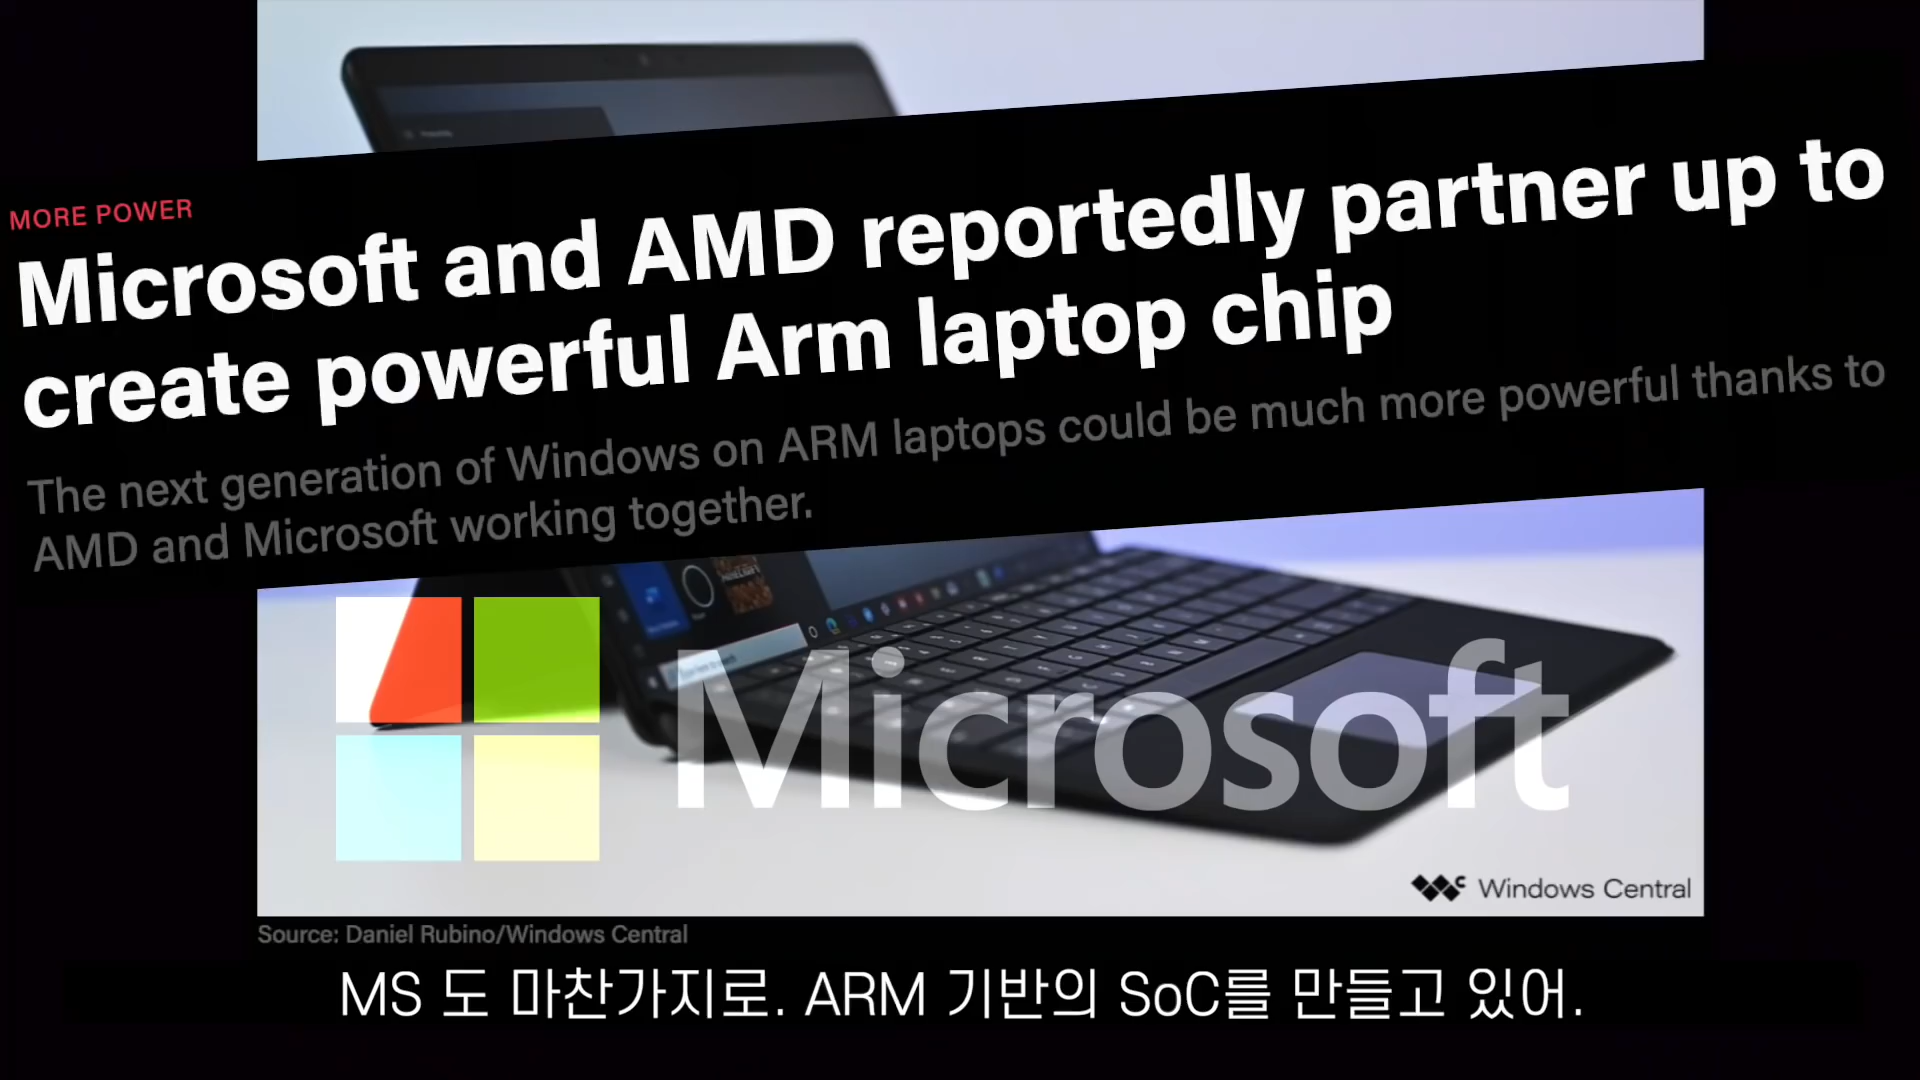 MORE POWER
Microsoft and AMD reportedly partner up to
create powerful Arm laptop chip
The next generation of Windows on ARM laptops could be much more powerful thanks to
AMD and Microsoft working together.
Microsoft
Windows Central
Source: Daniel Rubino/Windows Central
MS 도 마찬가지로. ARM 기반의 SoC를 만들고 있어.